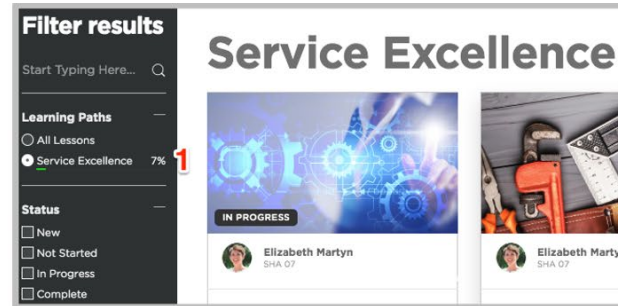 Filter results
Start Typing Here...
Learning Paths
All Lessons
Service Excellence 7% 1
Status
New
Not Started
In Progress
Complete
Service Excellence
IN PROGRESS
Elizabeth Martyn
SHA 07
Elizabeth Marty
SHA 07